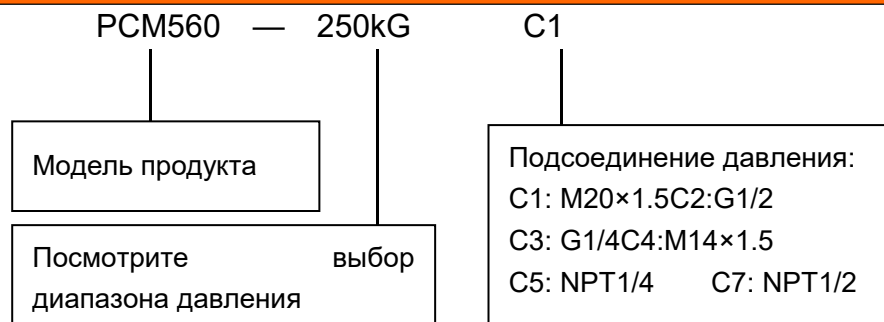 PCM560 — 250kG C1
Модель продукта
Посмотрите выбор
диапазона давления
Подсоединение давления:
C1: M20×1.5C2:G1/2
C3: G1/4C4:M14×1.5
C5: NPT1/4 C7: NPT1/2